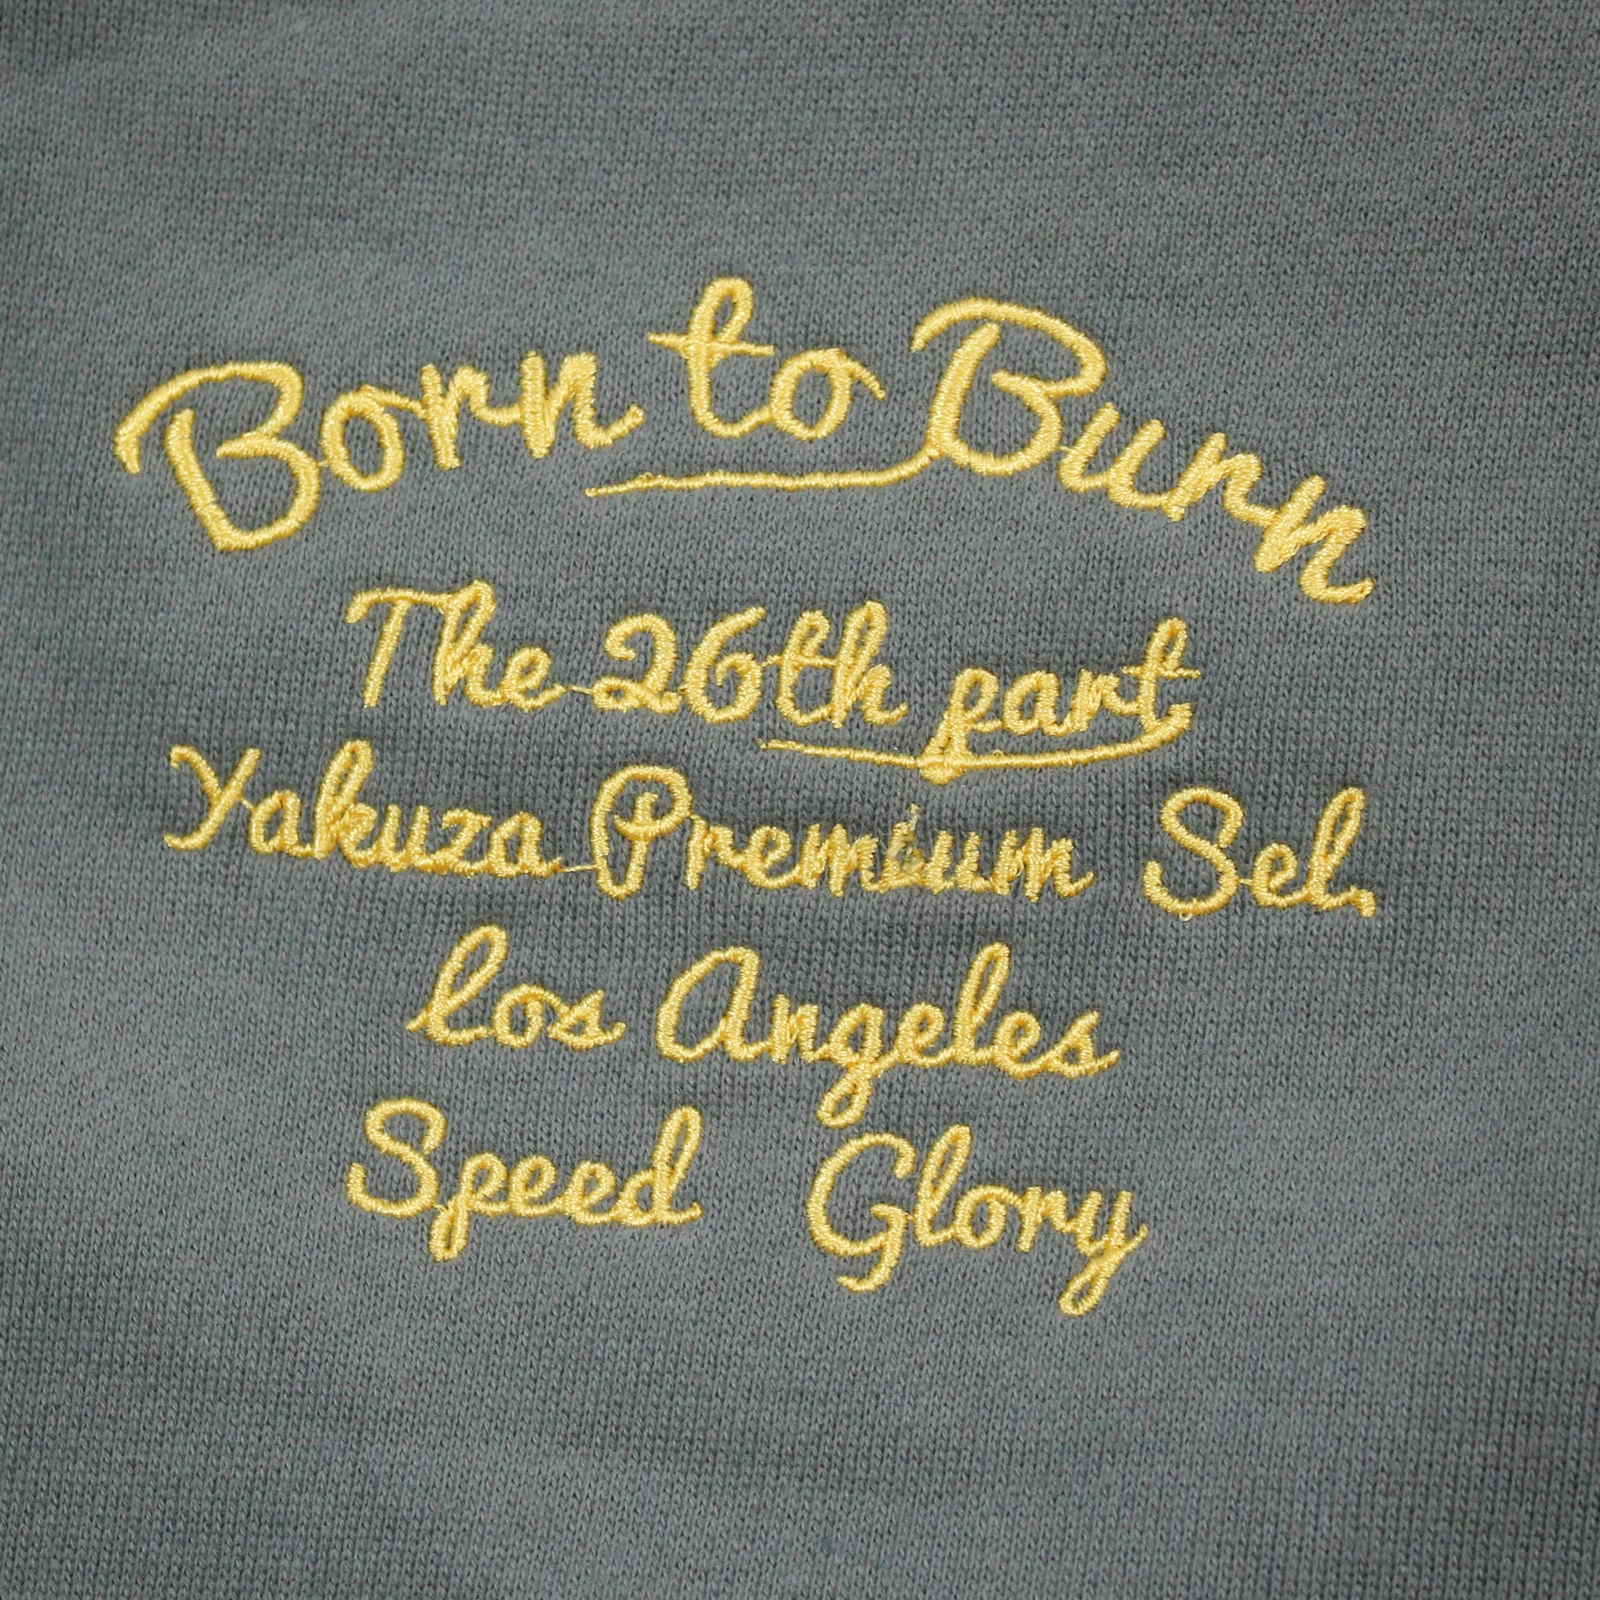 Born to Burn
The 26th part
Yakuza Premium Sel.
Los Angeles
Speed Glory